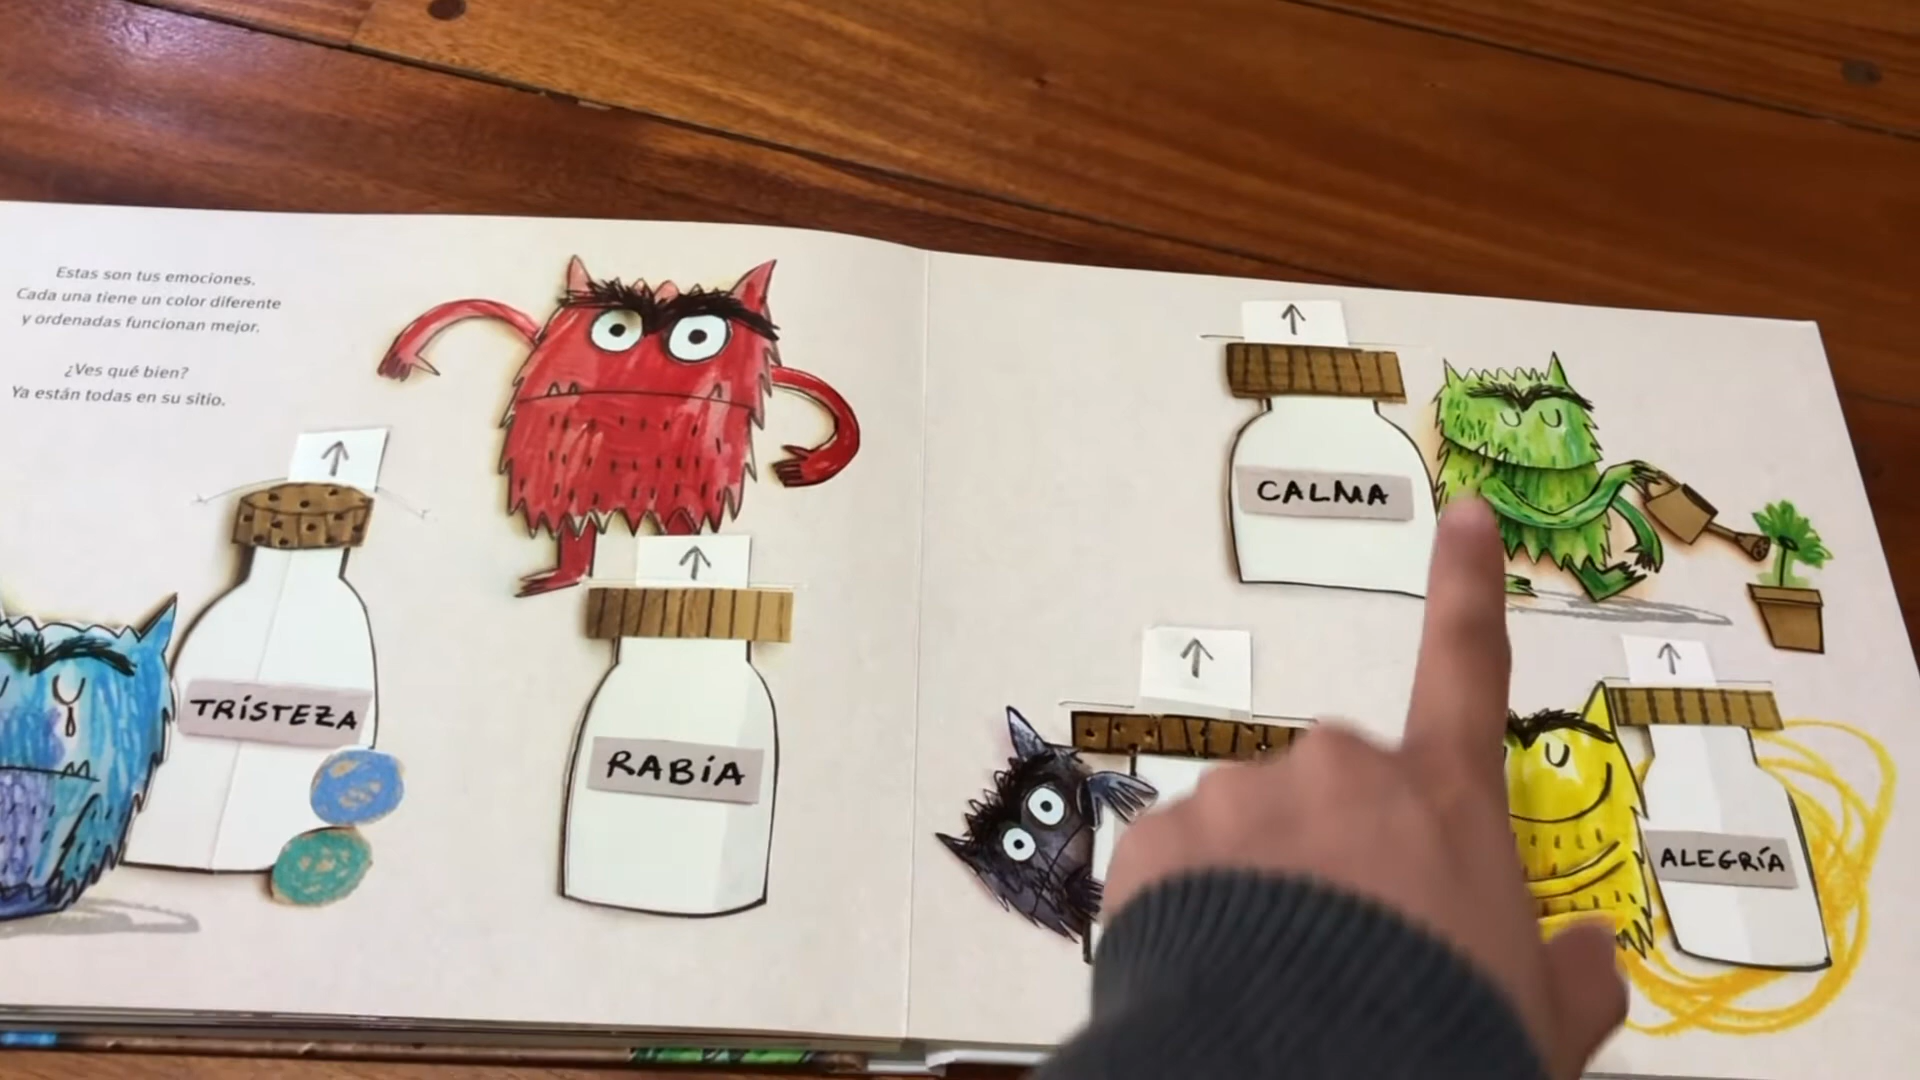 Estas son tus emociones.
Cada una tiene un color diferente
y ordenadas funcionan mejor.
¿Ves qué bien?
Ya están todas en su sitio.
TRISTEZA
RABIA
CALMA
ALEGRÍA